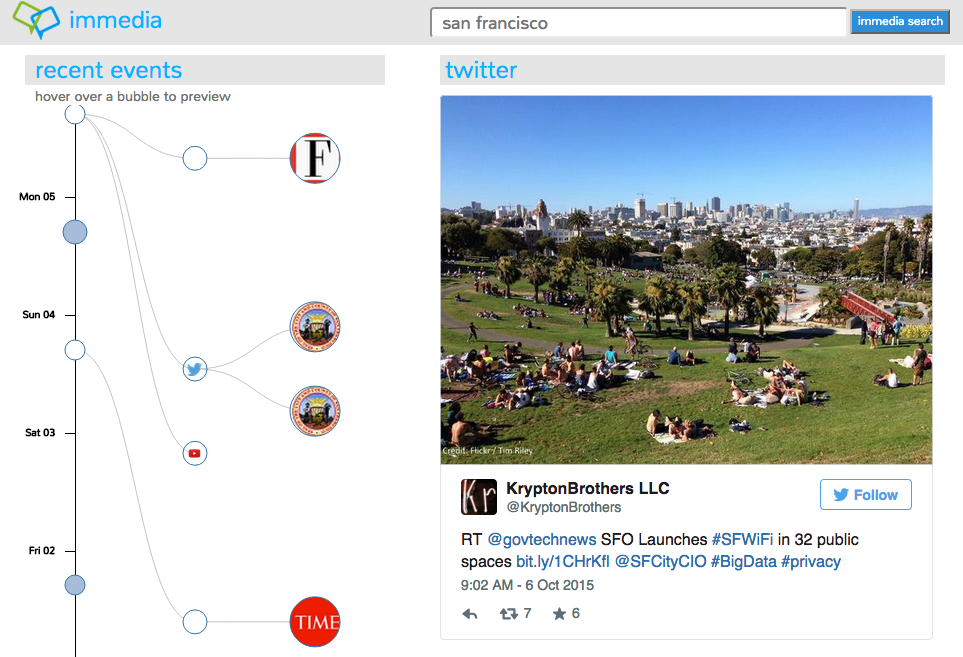 immedia
san francisco
immedia search
recent events
hover over a bubble to preview
F
Mon 05
Sun 04
Sat 03
Fri 02
TIME
twitter
Credit: Flickr / Tim Riley
Kr
KryptonBrothers LLC
@KryptonBrothers
Follow
RT @govtechnews SFO Launches #SFWiFi in 32 public
spaces bit.ly/1CHrKfl @SFCityCIO #BigData #privacy
9:02 AM - 6 Oct 2015
7 6